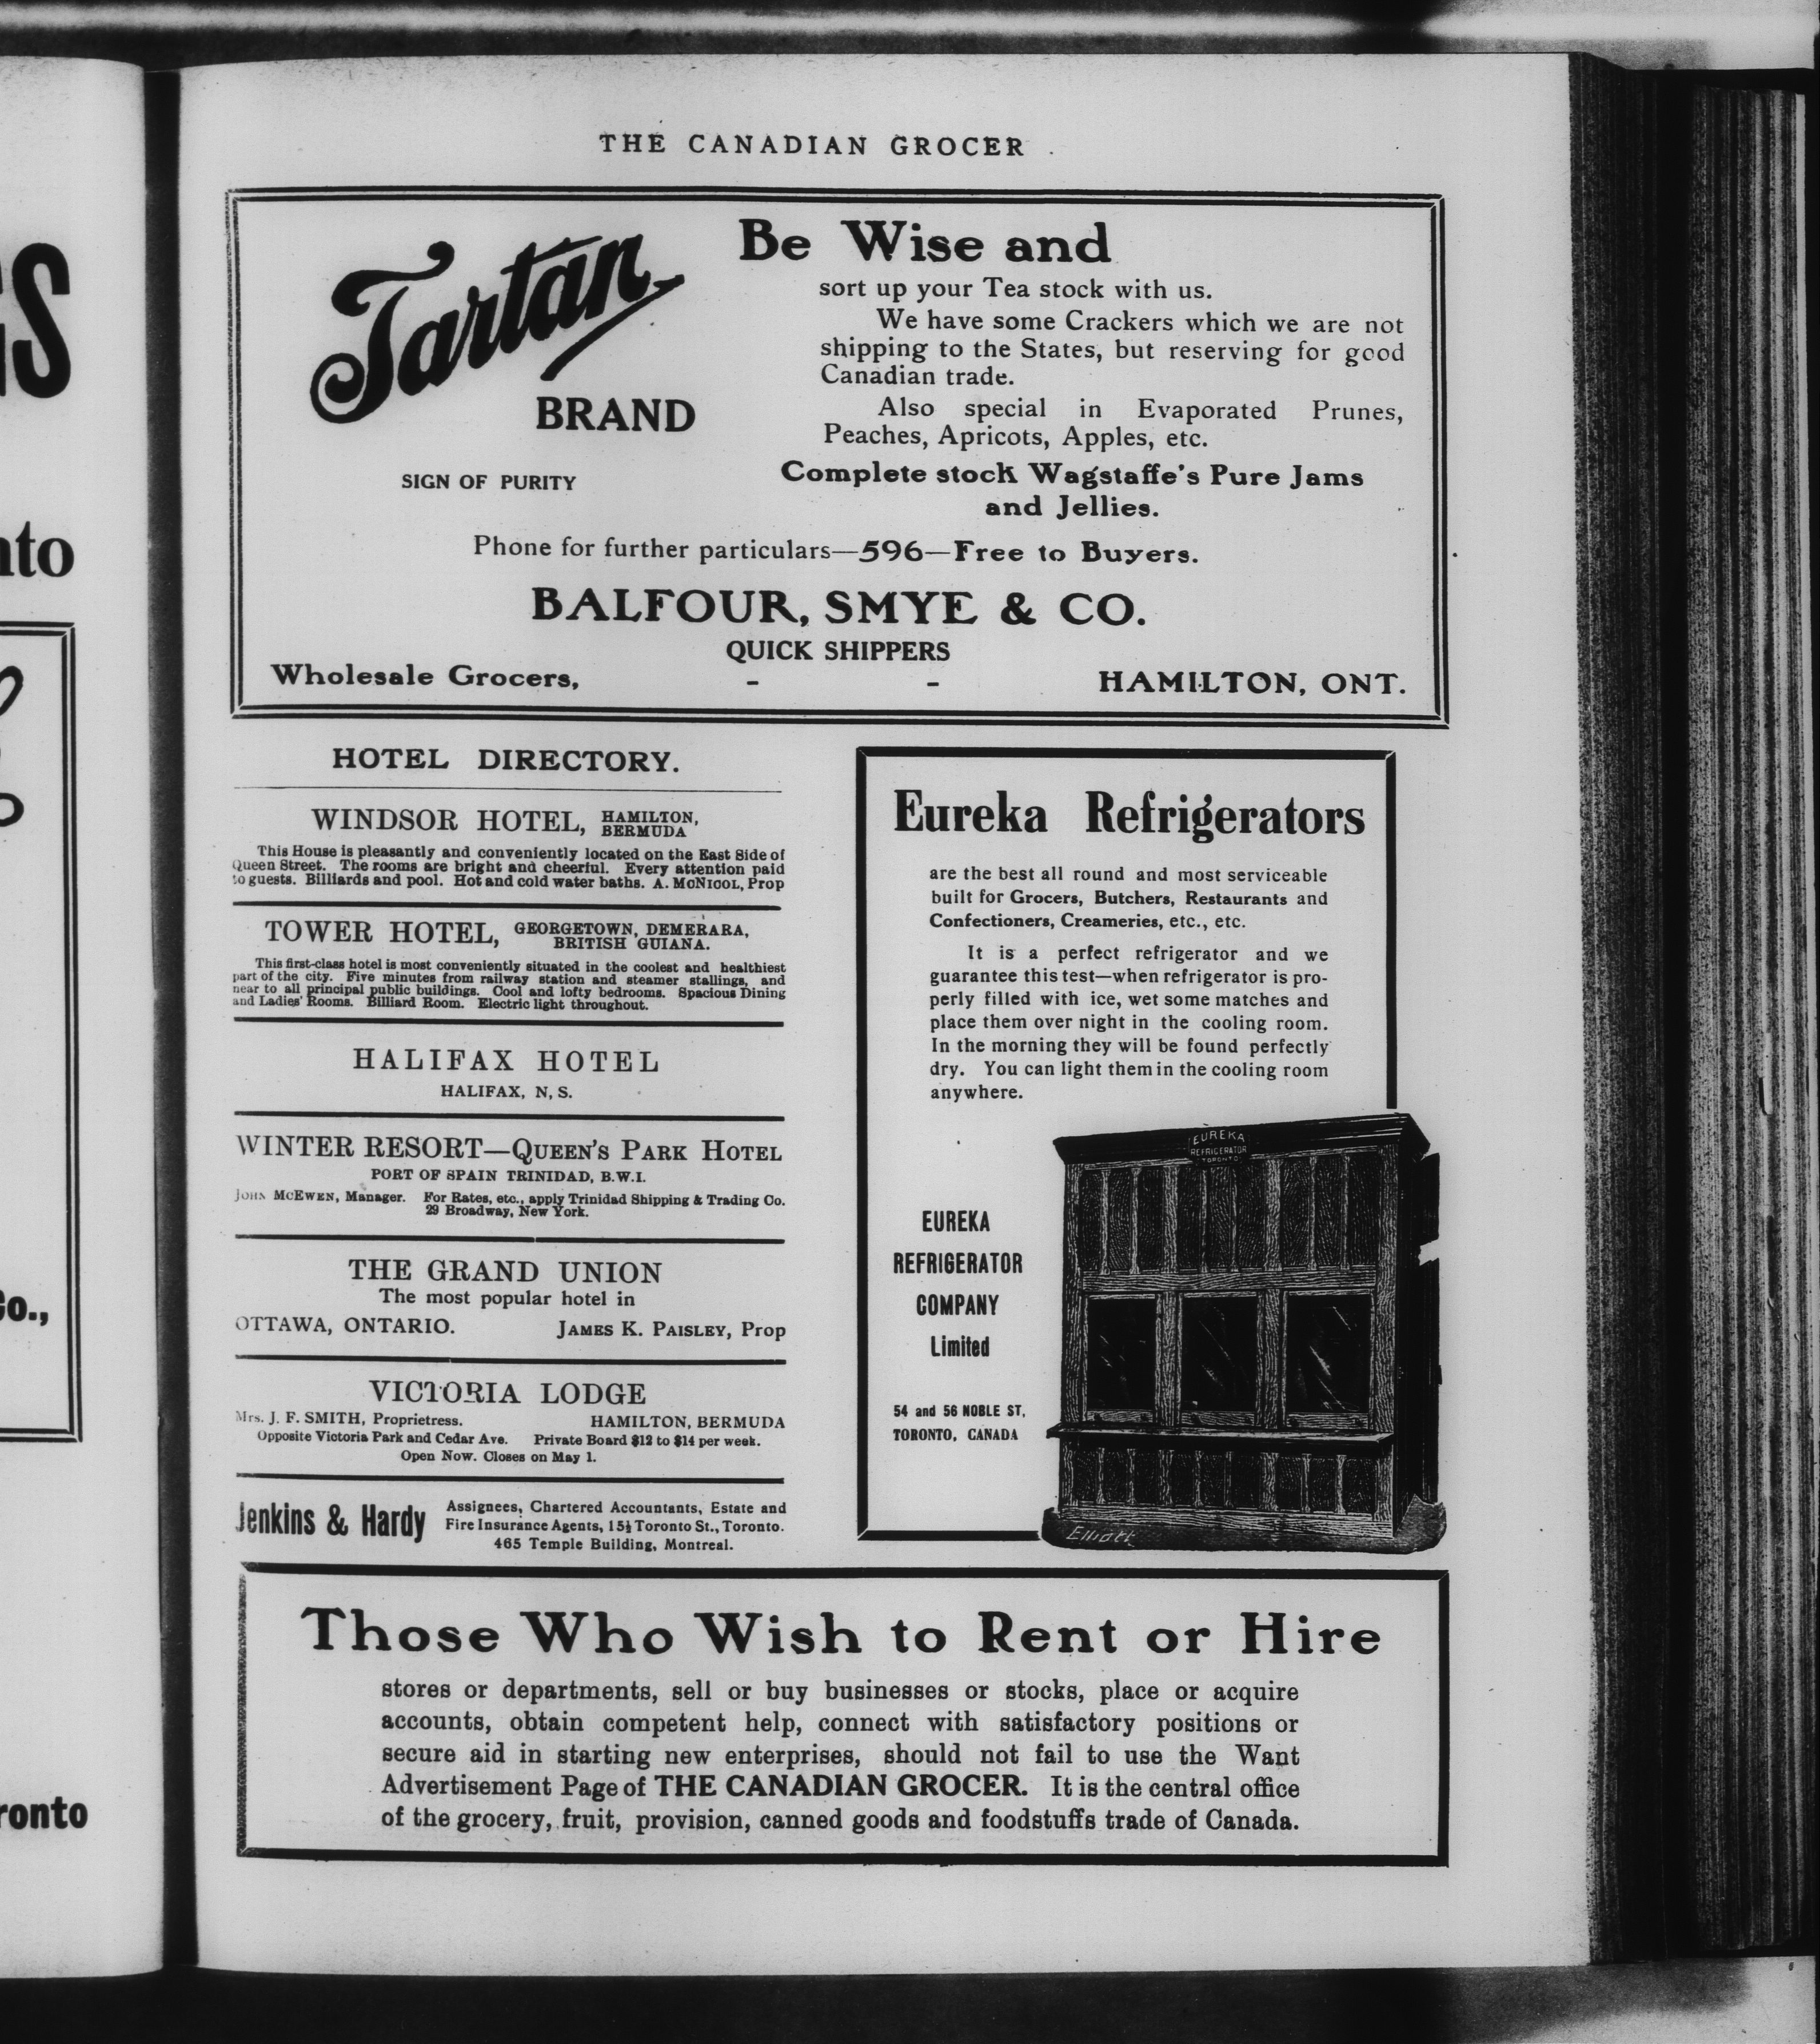 GS
nto
Co.,
ronto
THE CANADIAN GROCER
Tartan
BRAND
SIGN OF PURITY
Be Wise and
sort up your Tea stock with us.
We have some Crackers which we are not
shipping to the States, but reserving for good
Canadian trade.
Also special in Evaporated Prunes,
Peaches, Apricots, Apples, etc.
Complete stock Wagstaffe's Pure Jams
and Jellies.
Phone for further particulars—596—Free to Buyers.
BALFOUR, SMYE & CO.
QUICK SHIPPERS
Wholesale Grocers, - - HAMILTON, ONT.
HOTEL DIRECTORY.
WINDSOR HOTEL, HAMILTON,
BERMUDA
This House is pleasantly and conveniently located on the East Side of
Queen Street. The rooms are bright and cheerful. Every attention paid
to guests. Billiards and pool. Hot and cold water baths. A. McNICOL, Prop
TOWER HOTEL, GEORGETOWN, DEMERARA,
BRITISH GUIANA.
This first-class hotel is most conveniently situated in the coolest and healthiest
part of the city. Five minutes from railway station and steamer stallings, and
near to all principal public buildings. Cool and lofty bedrooms. Spacious Dining
and Ladies' Rooms. Billiard Room. Electric light throughout.
HALIFAX HOTEL
HALIFAX, N. S.
WINTER RESORT—QUEEN'S PARK HOTEL
PORT OF SPAIN TRINIDAD, B.W.I.
JOHN McEWEN, Manager. For Rates, etc., apply Trinidad Shipping & Trading Co.
29 Broadway, New York.
THE GRAND UNION
The most popular hotel in
OTTAWA, ONTARIO. JAMES K. PAISLEY, Prop
VICTORIA LODGE
Mrs. J. F. SMITH, Proprietress. HAMILTON, BERMUDA
Opposite Victoria Park and Cedar Ave. Private Board $12 to $14 per week.
Open Now. Closes on May 1.
Jenkins & Hardy
Assignees, Chartered Accountants, Estate and
Fire Insurance Agents, 15½ Toronto St., Toronto.
465 Temple Building, Montreal.
Eureka Refrigerators
are the best all round and most serviceable
built for Grocers, Butchers, Restaurants and
Confectioners, Creameries, etc., etc.
It is a perfect refrigerator and we
guarantee this test—when refrigerator is pro-
perly filled with ice, wet some matches and
place them over night in the cooling room.
In the morning they will be found perfectly
dry. You can light them in the cooling room
anywhere.
EUREKA
REFRIGERATOR
TORONTO
EUREKA
REFRIGERATOR
COMPANY
Limited
54 and 56 NOBLE ST,
TORONTO, CANADA
Elliott
Those Who Wish to Rent or Hire
stores or departments, sell or buy businesses or stocks, place or acquire
accounts, obtain competent help, connect with satisfactory positions or
secure aid in starting new enterprises, should not fail to use the Want
Advertisement Page of THE CANADIAN GROCER. It is the central office
of the grocery, fruit, provision, canned goods and foodstuffs trade of Canada.